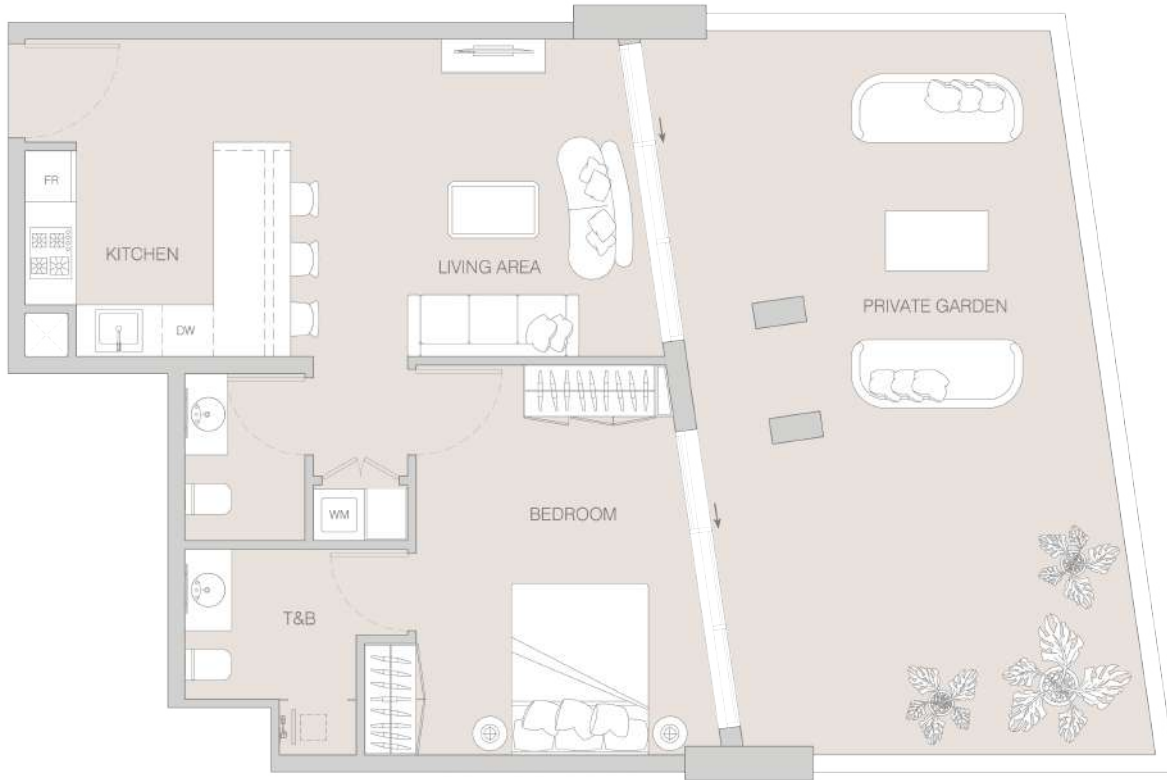 FR
KITCHEN
LIVING AREA
PRIVATE GARDEN
DW
WM
BEDROOM
T&B